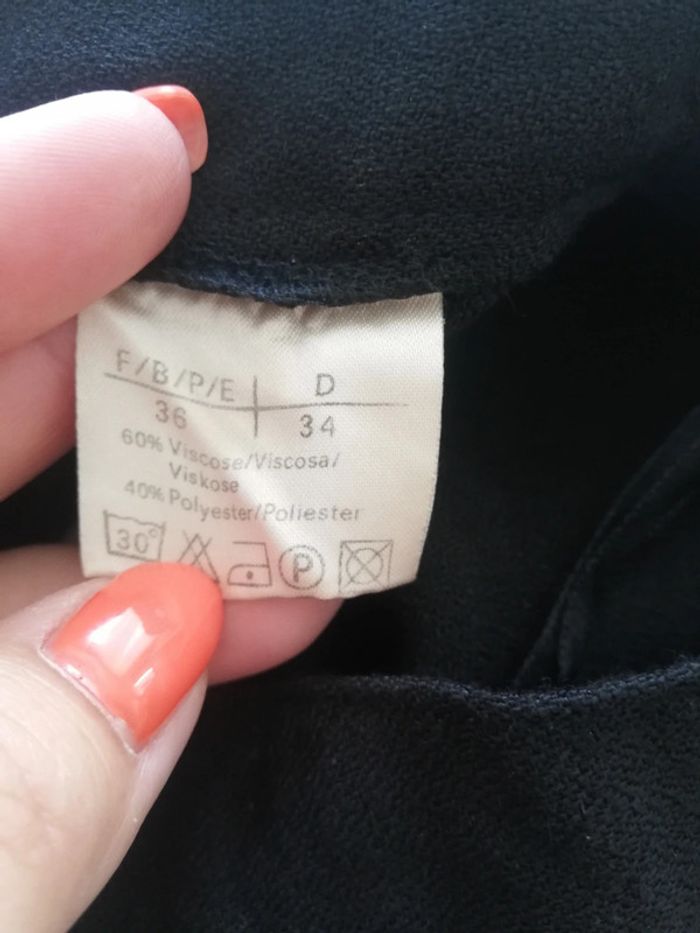 F/B/P/E D
36 34
60% Viscose/Viscosa/
Viskose
40% Polyester/Poliester
30° P